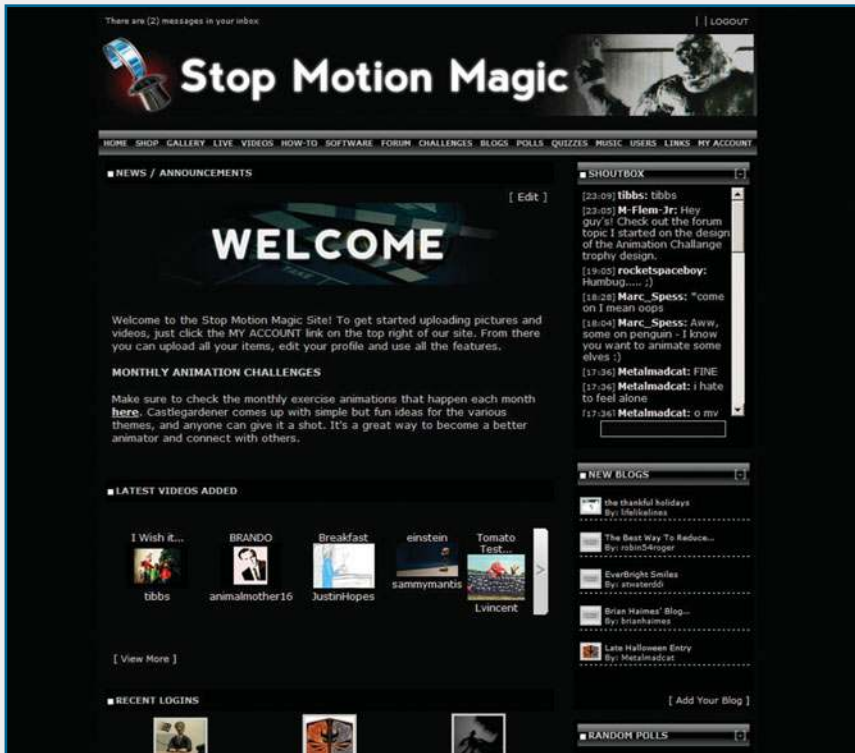 There are (2) messages in your inbox
| | LOGOUT
Stop Motion Magic
HOME SHOP GALLERY LIVE VIDEOS HOW-TO SOFTWARE FORUM CHALLENGES BLOGS POLLS QUIZZES MUSIC USERS LINKS MY ACCOUNT
NEWS / ANNOUNCEMENTS
[ Edit ]
WELCOME
TAKE
Welcome to the Stop Motion Magic Site! To get started uploading pictures and
videos, just click the MY ACCOUNT link on the top right of our site. From there
you can upload all your items, edit your profile and use all the features.
MONTHLY ANIMATION CHALLENGES
Make sure to check the monthly exercise animations that happen each month
here. Castlegardener comes up with simple but fun ideas for the various
themes, and anyone can give it a shot. It's a great way to become a better
animator and connect with others.
LATEST VIDEOS ADDED
I Wish it...
tibbs
BRANDO
animalmother16
Breakfast
JustinHopes
einstein
sammymantis
Tomato
Test...
Lvincent
>
[ View More ]
RECENT LOGINS
SHOUTBOX [-]
[23:09] tibbs: tibbs
[23:05] M-Flem-Jr: Hey
guy's! Check out the forum
topic I started on the design
of the Animation Challange
trophy design.
[19:05] rocketspaceboy:
Humbug..... ;)
[18:28] Marc_Spess: *come
on I mean oops
[18:04] Marc_Spess: Aww,
some on penguin - I know
you want to animate some
elves :)
[17:36] Metalmadcat: FINE
[17:36] Metalmadcat: i hate
to feel alone
[17:36] Metalmadcat: o my
NEW BLOGS [-]
the thankful holidays
By: lifelikelines
The Best Way To Reduce...
By: robin54roger
EverBright Smiles
By: atwaterddi
Brian Haimes' Blog...
By: brianhaimes
Late Halloween Entry
By: Metalmadcat
[ Add Your Blog ]
RANDOM POLLS [-]